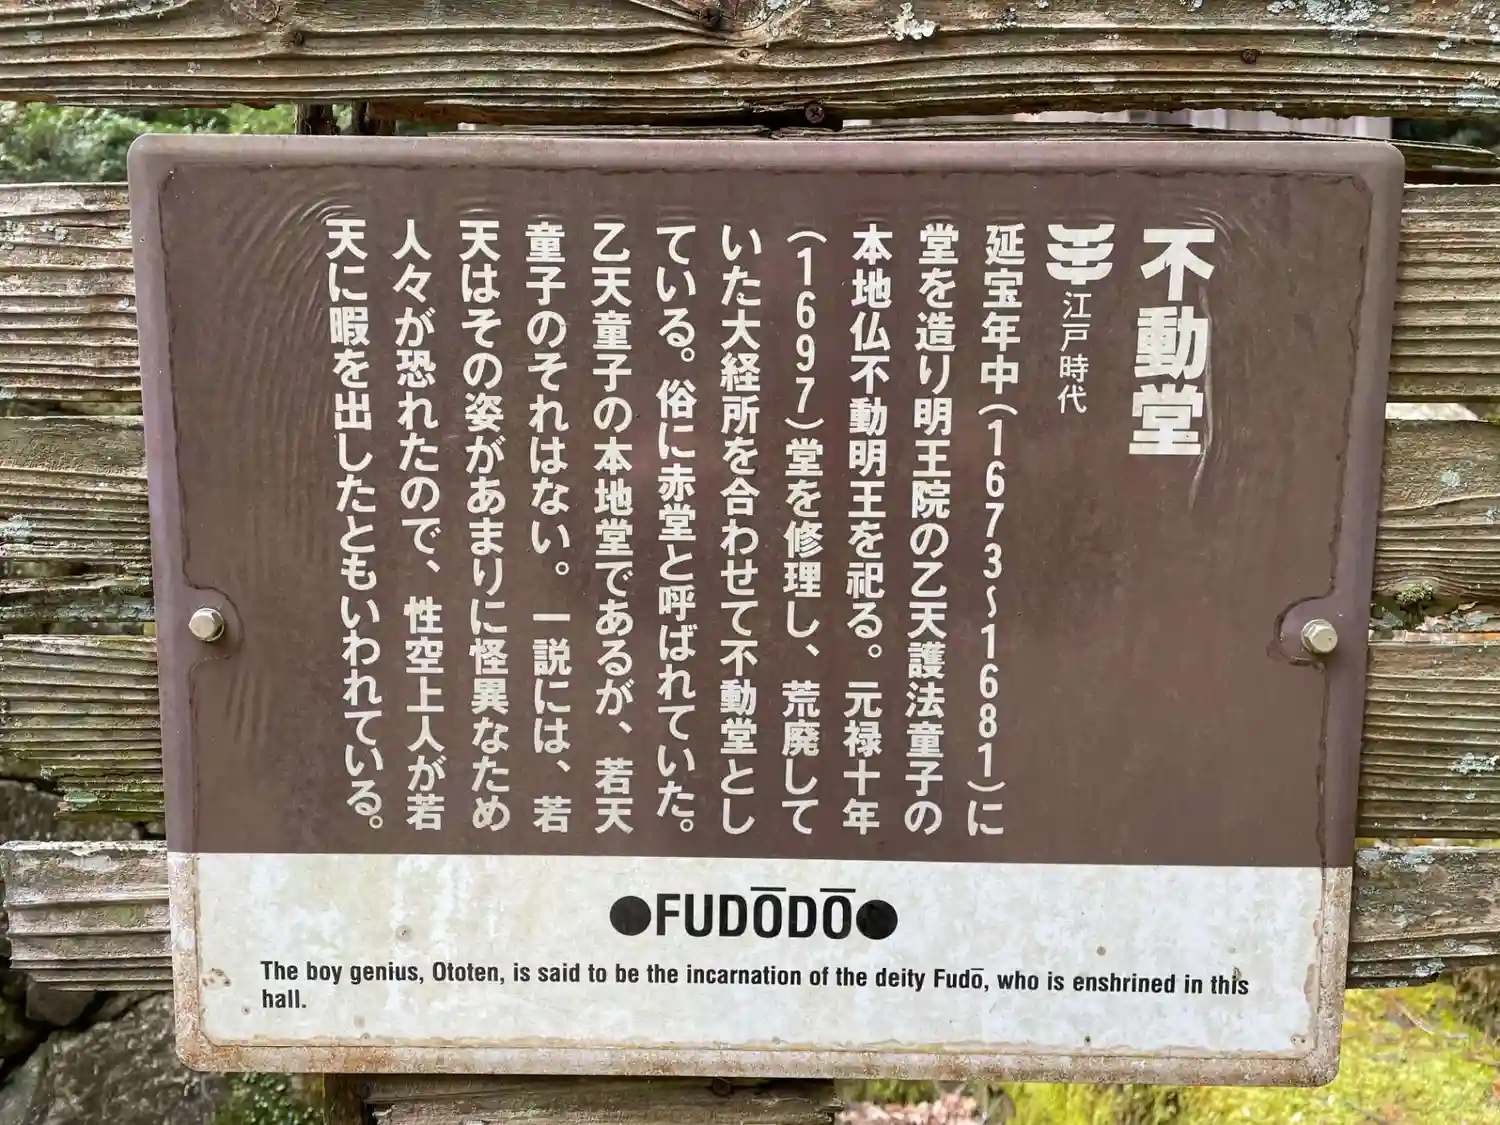 不動堂
江戸時代
延宝年中(1673~1681)に
堂を造り明王院の乙天護法童子の
本地仏不動明王を祀る。元禄十年
(1697)堂を修理し、荒廃して
いた大経所を合わせて不動堂とし
ている。俗に赤堂と呼ばれていた。
乙天童子の本地堂であるが、若天
童子のそれはない。一説には、若
天はその姿があまりに怪異なため
人々が恐れたので、性空上人が若
天に暇を出したともいわれている。
●FUDŌDŌ●
The boy genius, Ototen, is said to be the incarnation of the deity Fudō, who is enshrined in this
hall.